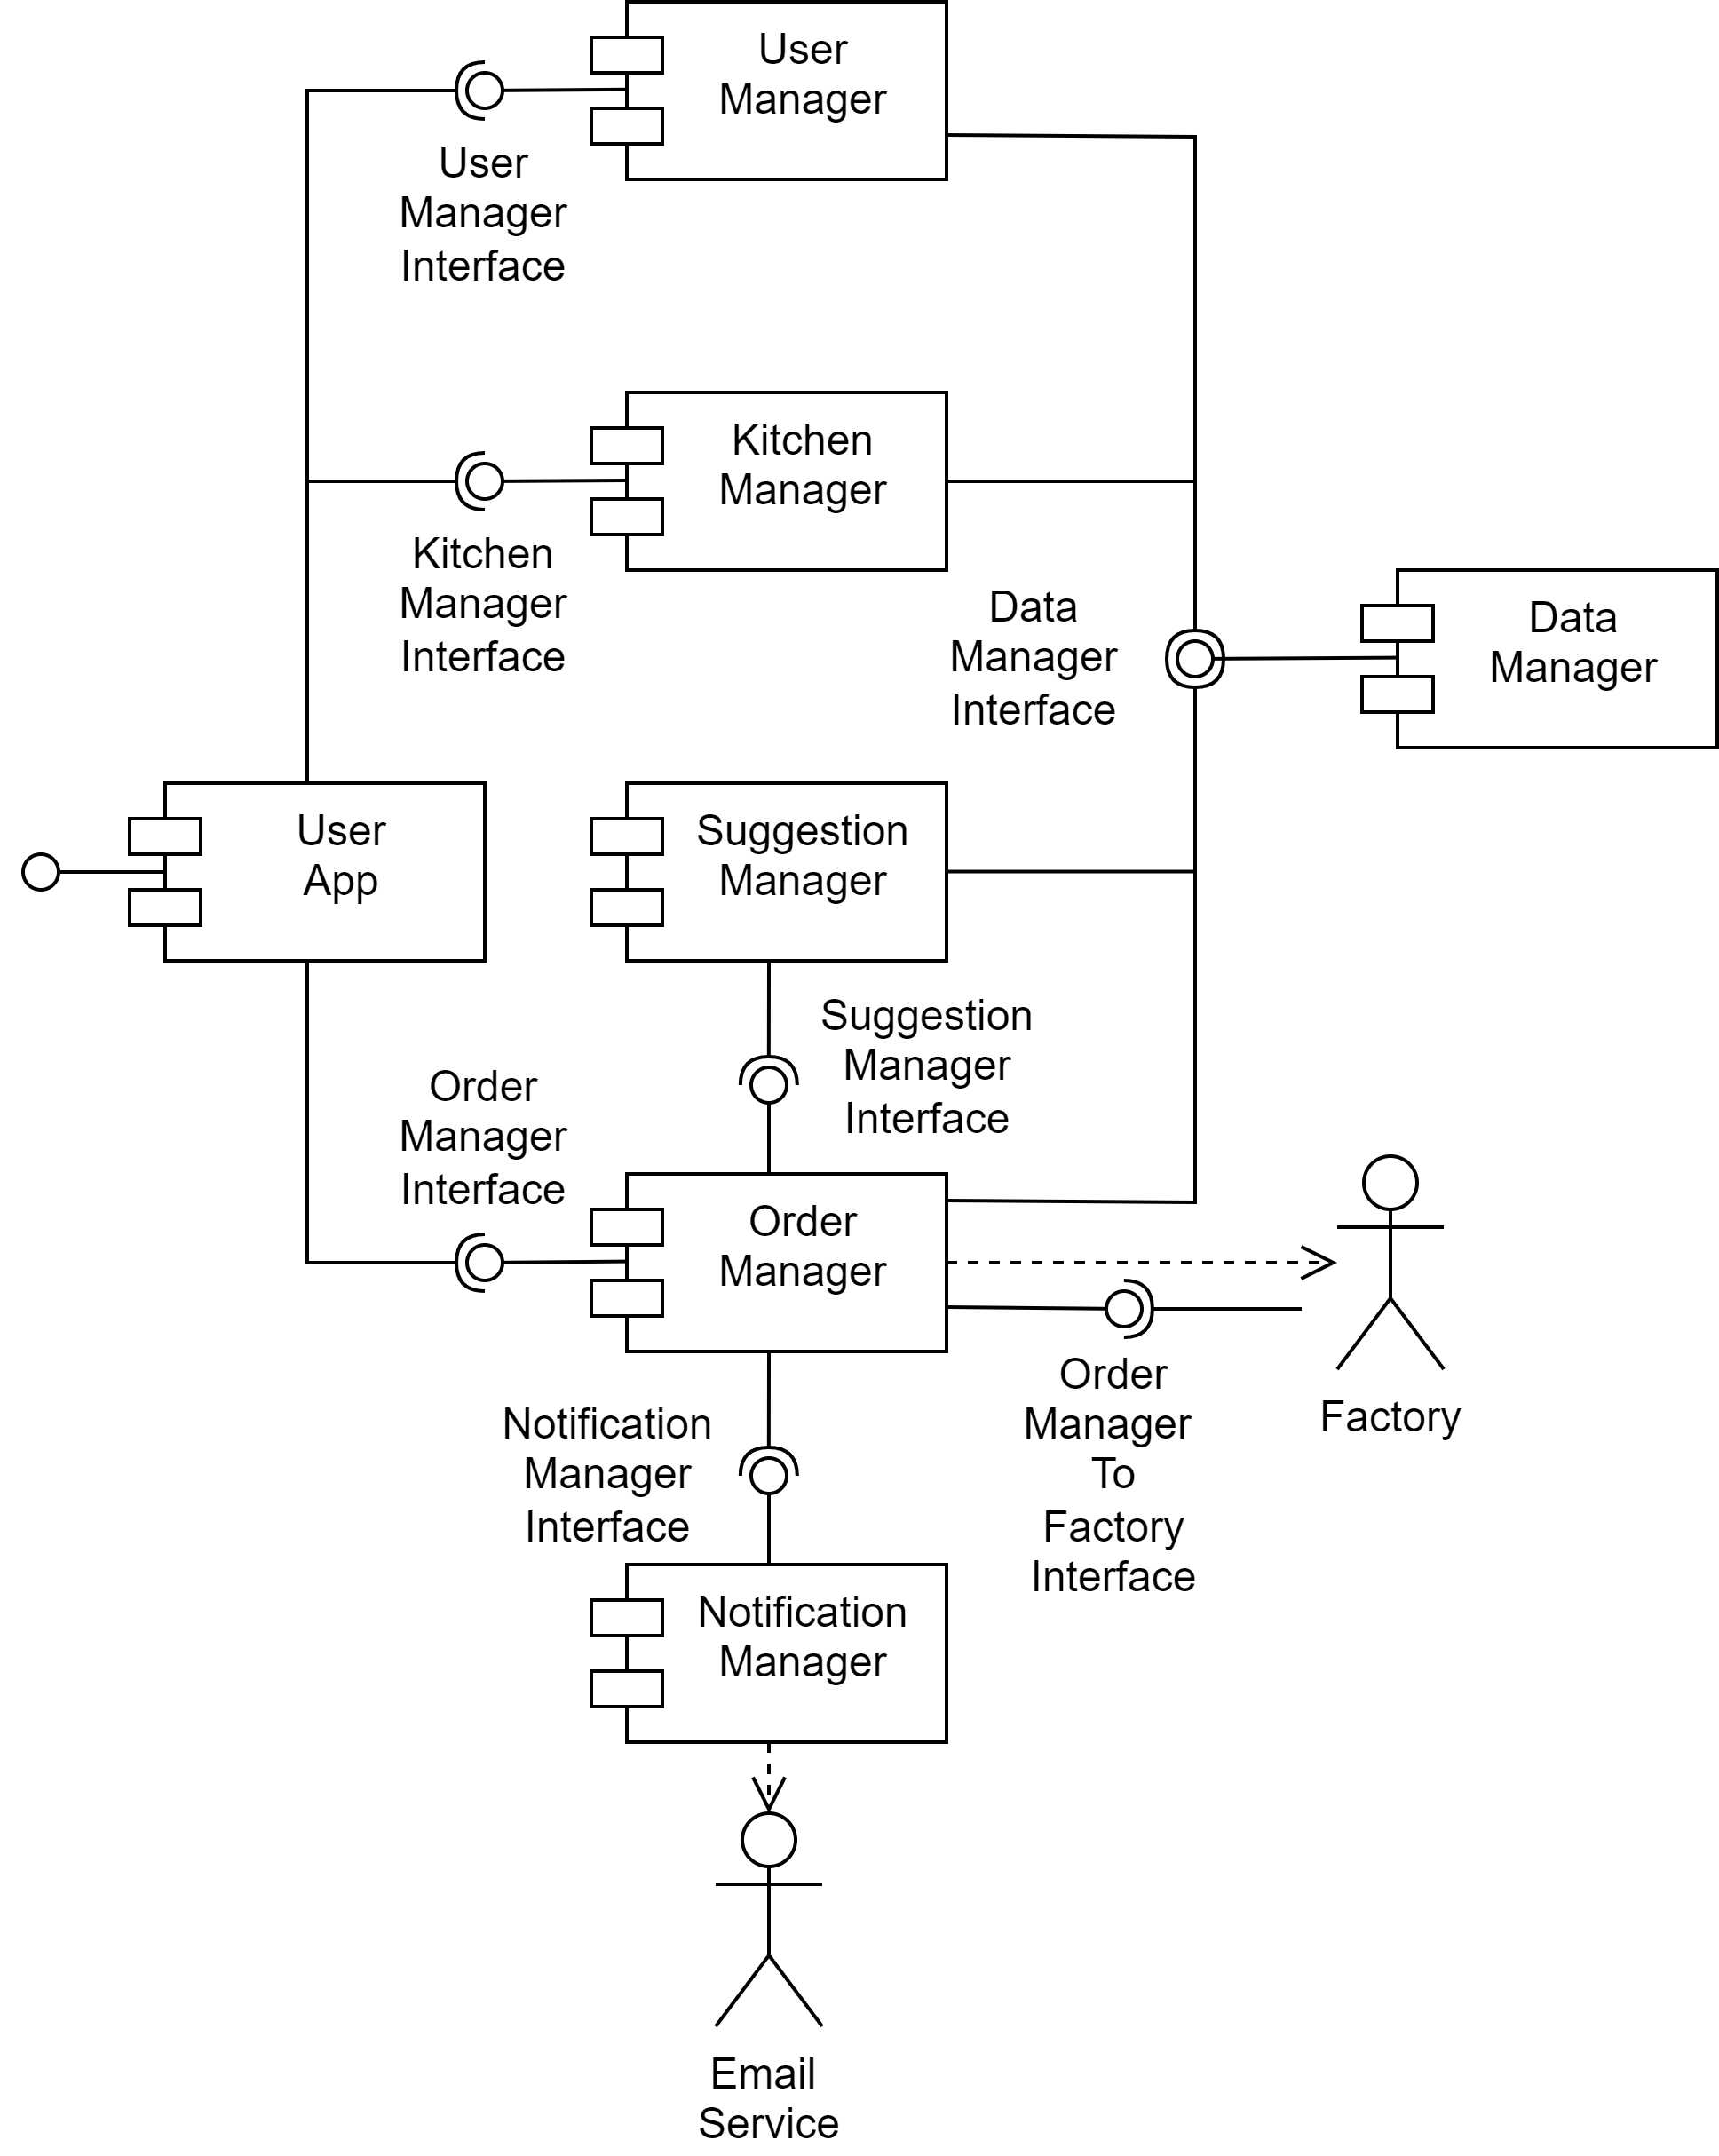 User
Manager
User
Manager
Interface
Kitchen
Manager
Kitchen
Manager
Interface
Data
Manager
Interface
Data
Manager
User
App
Suggestion
Manager
Suggestion
Manager
Interface
Order
Manager
Interface
Order
Manager
Order
Manager
To
Factory
Interface
Factory
Notification
Manager
Interface
Notification
Manager
Email
Service